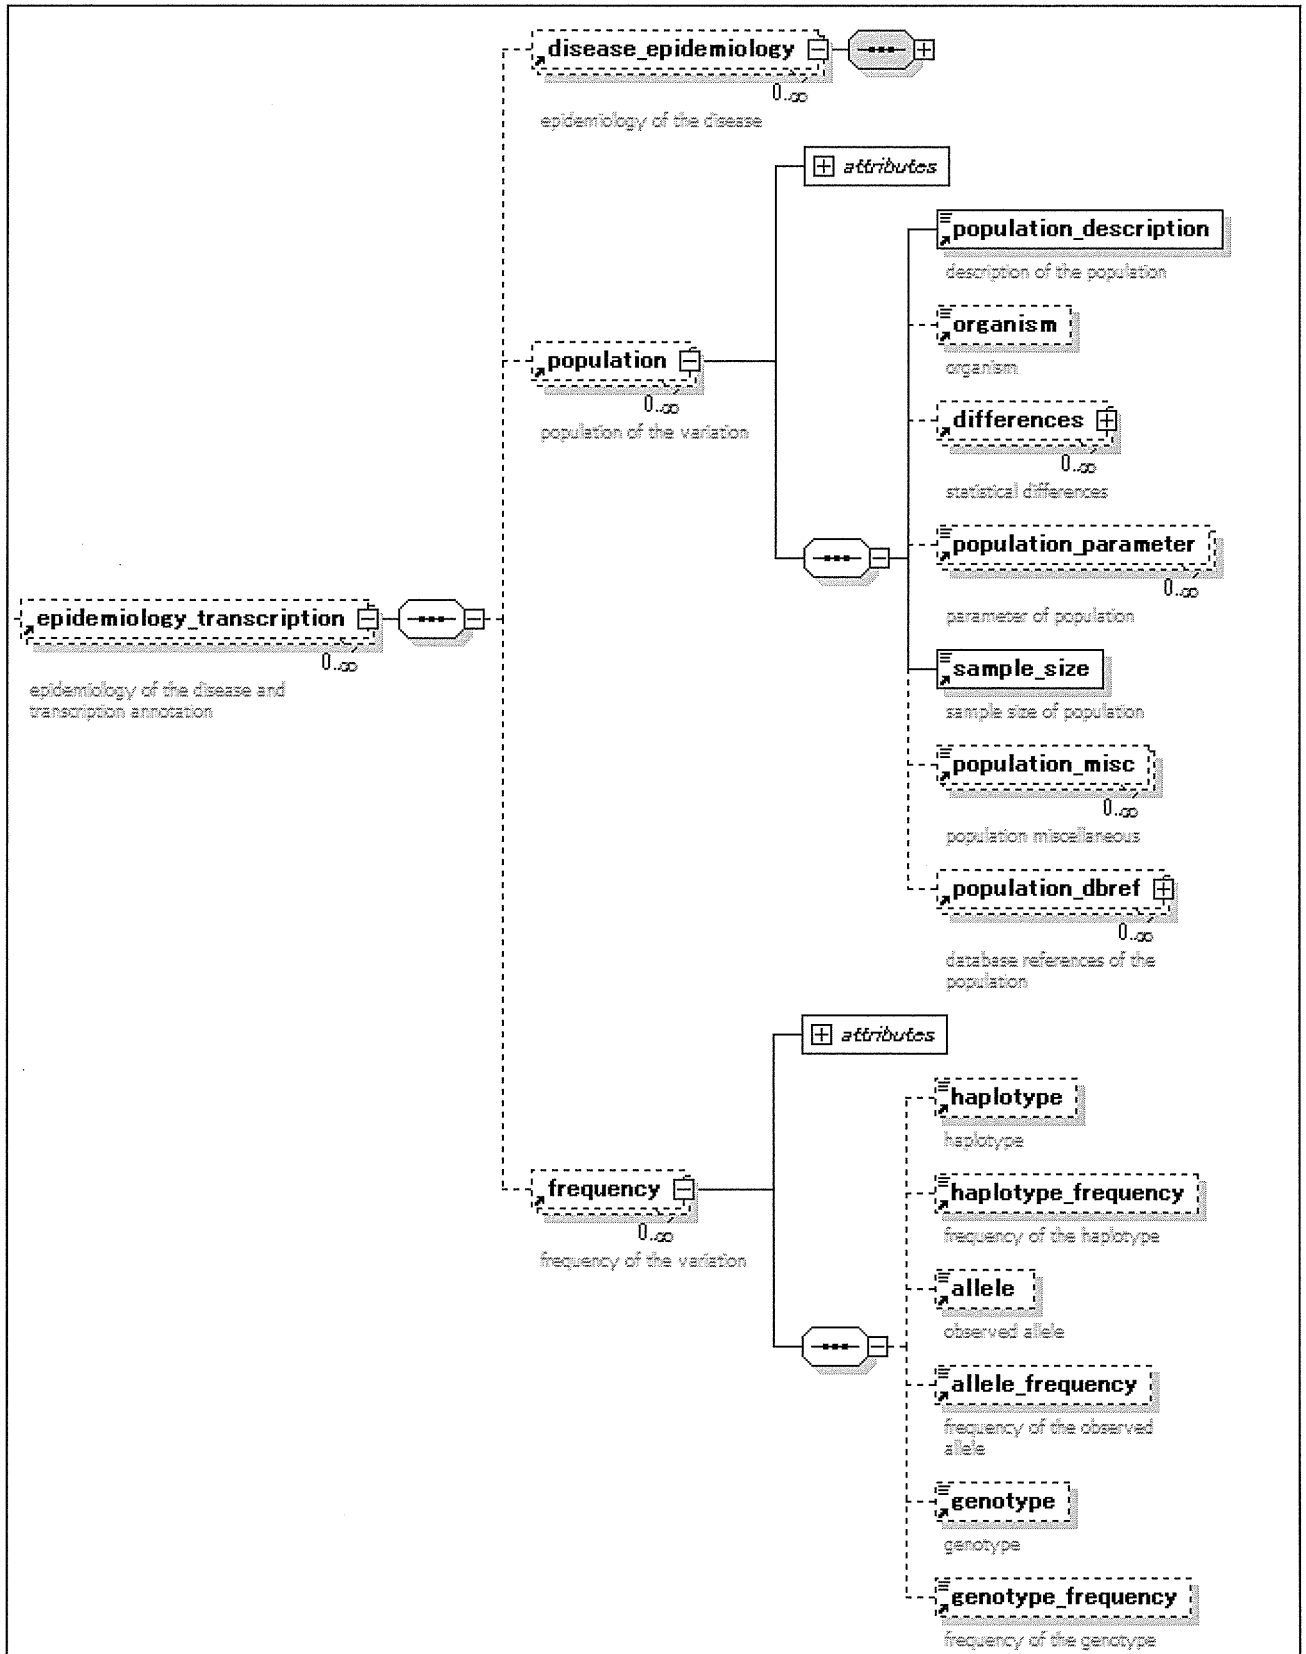 disease_epidemiology
0..∞
epidemiology of the disease
attributes
population_description
description of the population
organism
organism
population
0..∞
population of the variation
differences
0..∞
statistical differences
population_parameter
0..∞
parameter of population
epidemiology_transcription
0..∞
epidemiology of the disease and
transcription annotation
sample_size
sample size of population
population_misc
0..∞
population miscellaneous
population_dbref
0..∞
database references of the
population
attributes
haplotype
haplotype
frequency
0..∞
frequency of the variation
haplotype_frequency
frequency of the haplotype
allele
observed allele
allele_frequency
frequency of the observed
allele
genotype
genotype
genotype_frequency
frequency of the genotype